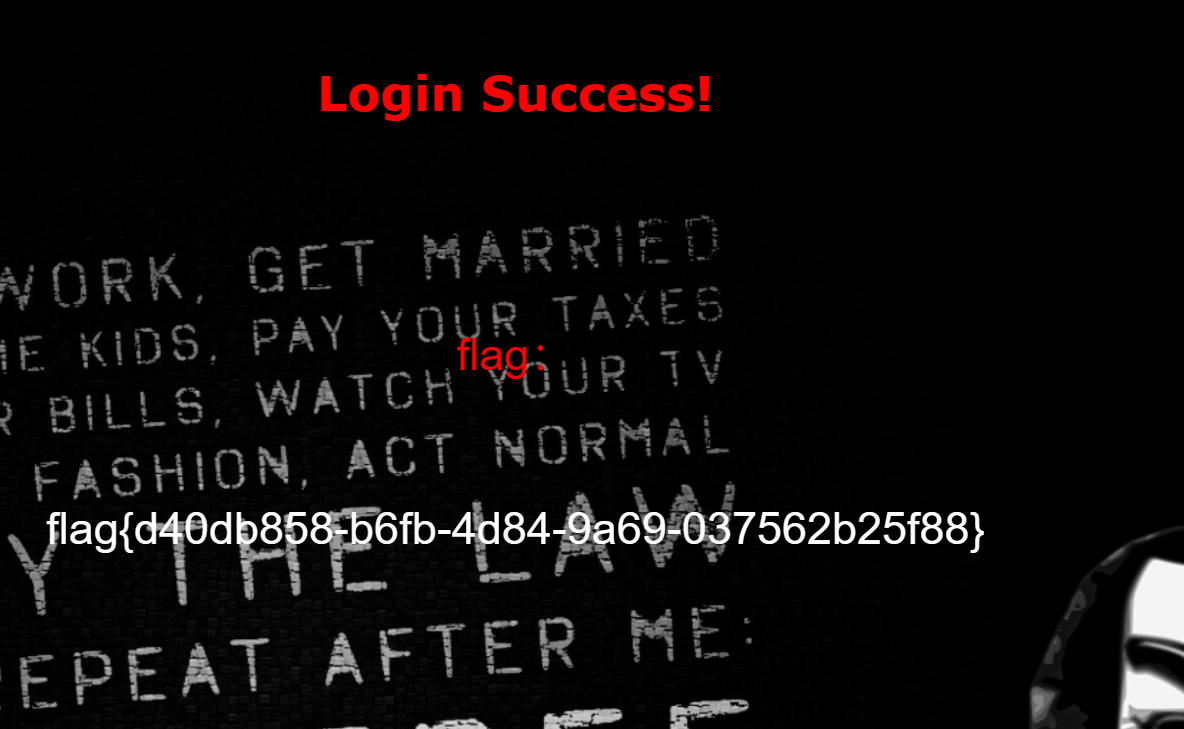 Login Success!
WORK, GET MARRIED
KIDS, PAY YOUR TAXES
flag:
BILLS, WATCH YOUR TV
FASHION, ACT NORMAL
flag{d40db858-b6fb-4d84-9a69-037562b25f88}
THE LAW
REPEAT AFTER ME: